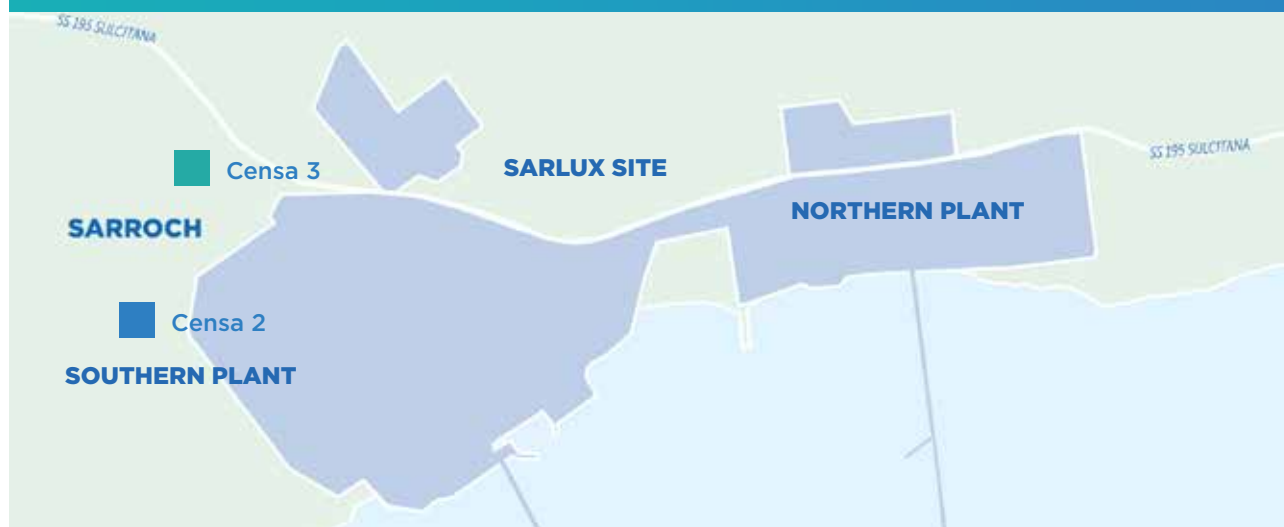 SS 195 SULCITANA
SS 195 SULCITANA
Censa 3
SARLUX SITE
NORTHERN PLANT
SARROCH
Censa 2
SOUTHERN PLANT